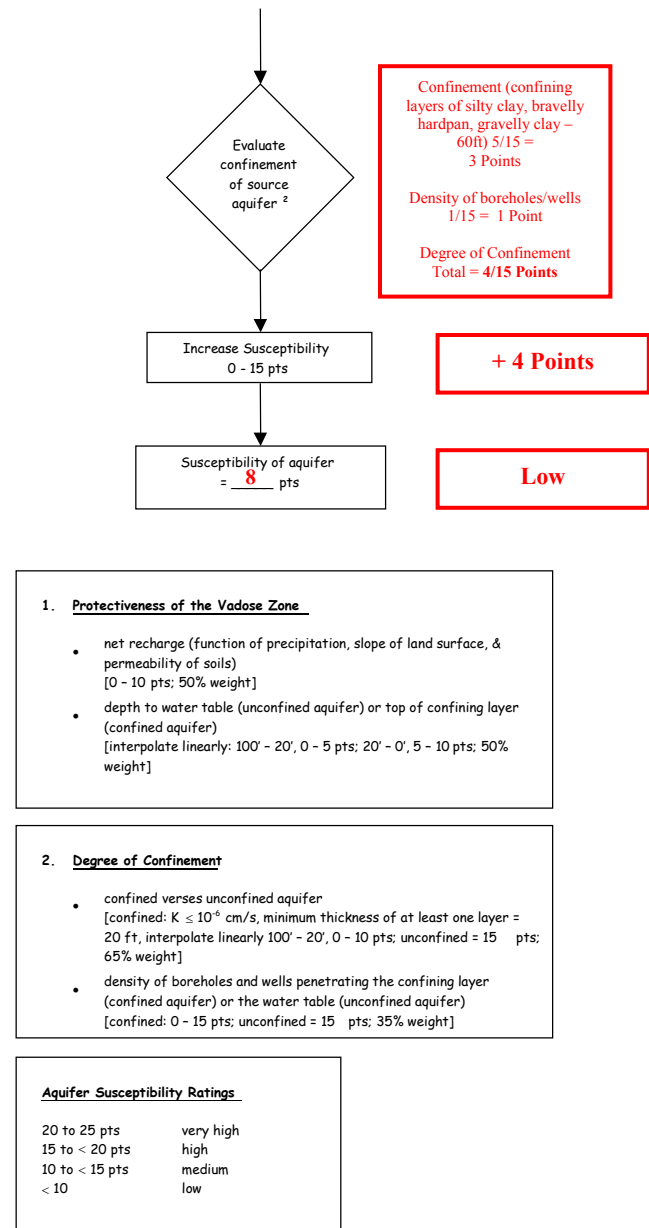 Evaluate
confinement
of source
aquifer ²
Confinement (confining
layers of silty clay, bravelly
hardpan, gravelly clay –
60ft) 5/15 =
3 Points
Density of boreholes/wells
1/15 = 1 Point
Degree of Confinement
Total = 4/15 Points
Increase Susceptibility
0 - 15 pts
+ 4 Points
Susceptibility of aquifer
= __8__ pts
Low
1. Protectiveness of the Vadose Zone
• net recharge (function of precipitation, slope of land surface, &
permeability of soils)
[0 – 10 pts; 50% weight]
• depth to water table (unconfined aquifer) or top of confining layer
(confined aquifer)
[interpolate linearly: 100' – 20', 0 – 5 pts; 20' – 0', 5 – 10 pts; 50%
weight]
2. Degree of Confinement
• confined verses unconfined aquifer
[confined: K ≤ 10⁻⁶ cm/s, minimum thickness of at least one layer =
20 ft, interpolate linearly 100' – 20', 0 – 10 pts; unconfined = 15 pts;
65% weight]
• density of boreholes and wells penetrating the confining layer
(confined aquifer) or the water table (unconfined aquifer)
[confined: 0 – 15 pts; unconfined = 15 pts; 35% weight]
Aquifer Susceptibility Ratings
20 to 25 pts very high
15 to < 20 pts high
10 to < 15 pts medium
< 10 low